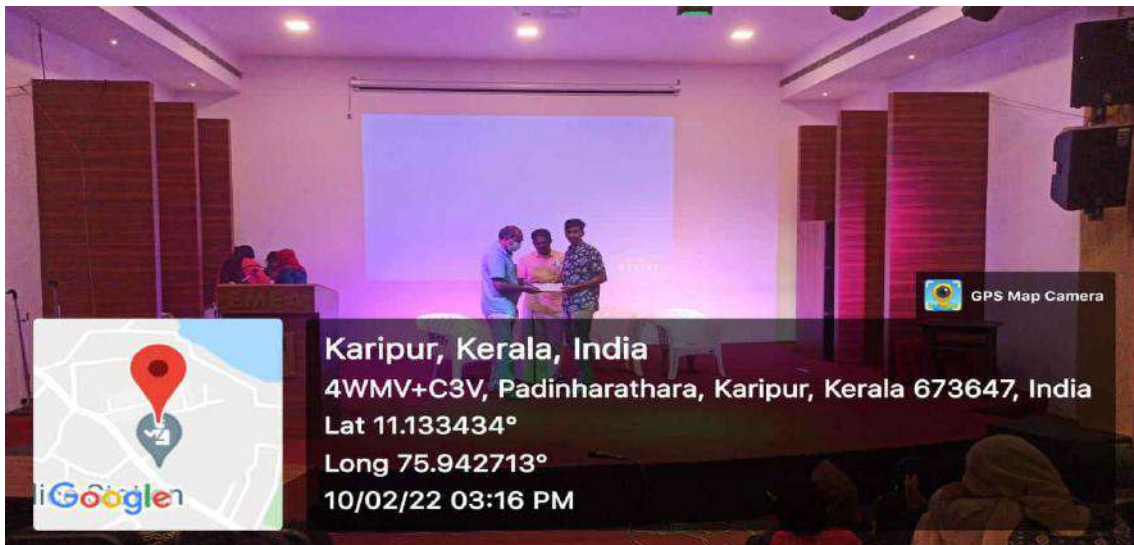 EMEA
GPS Map Camera
Karipur, Kerala, India
4WMV+C3V, Padinharathara, Karipur, Kerala 673647, India
Lat 11.133434°
Long 75.942713°
10/02/22 03:16 PM
Google